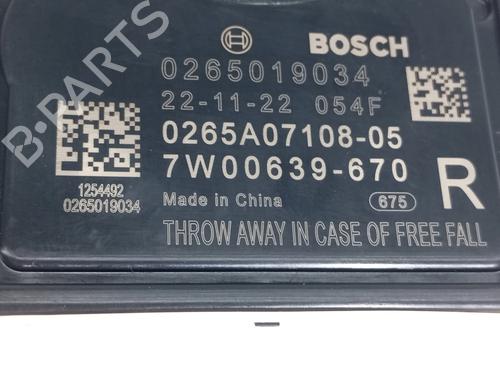 BOSCH
0265019034
22-11-22 054F
0265A07108-05
7W00639-670
R
1254492
0265019034
Made in China
675
THROW AWAY IN CASE OF FREE FALL
B-PARTS